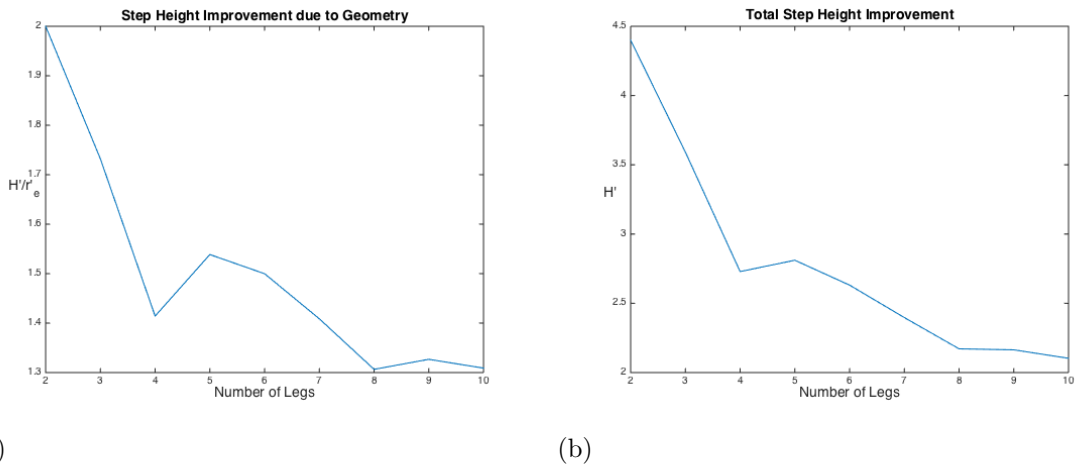 Step Height Improvement due to Geometry
2
1.9
1.8
1.7
1.6
1.5
1.4
1.3
H'/r'e
2 3 4 5 6 7 8 9 10
Number of Legs
)
Total Step Height Improvement
4.5
4
3.5
3
2.5
2
H'
2 3 4 5 6 7 8 9 10
Number of Legs
(b)